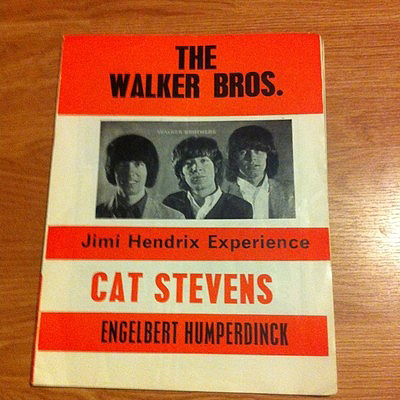 THE
WALKER BROS.
WALKER BROTHERS
Jimi Hendrix Experience
CAT STEVENS
ENGELBERT HUMPERDINCK